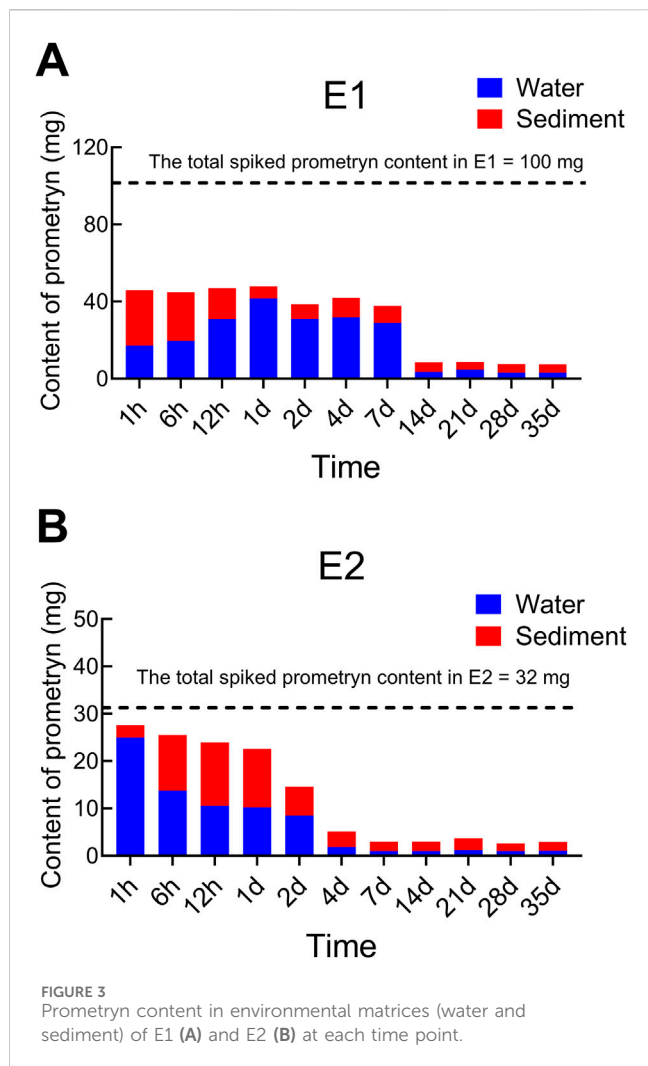 A
E1
Water
Sediment
Content of prometryn (mg)
120
80
40
0
The total spiked prometryn content in E1 = 100 mg
1h 6h 12h 1d 2d 4d 7d 14d 21d 28d 35d
Time
B
E2
Water
Sediment
Content of prometryn (mg)
50
40
30
20
10
0
The total spiked prometryn content in E2 = 32 mg
1h 6h 12h 1d 2d 4d 7d 14d 21d 28d 35d
Time
FIGURE 3
Prometryn content in environmental matrices (water and
sediment) of E1 (A) and E2 (B) at each time point.